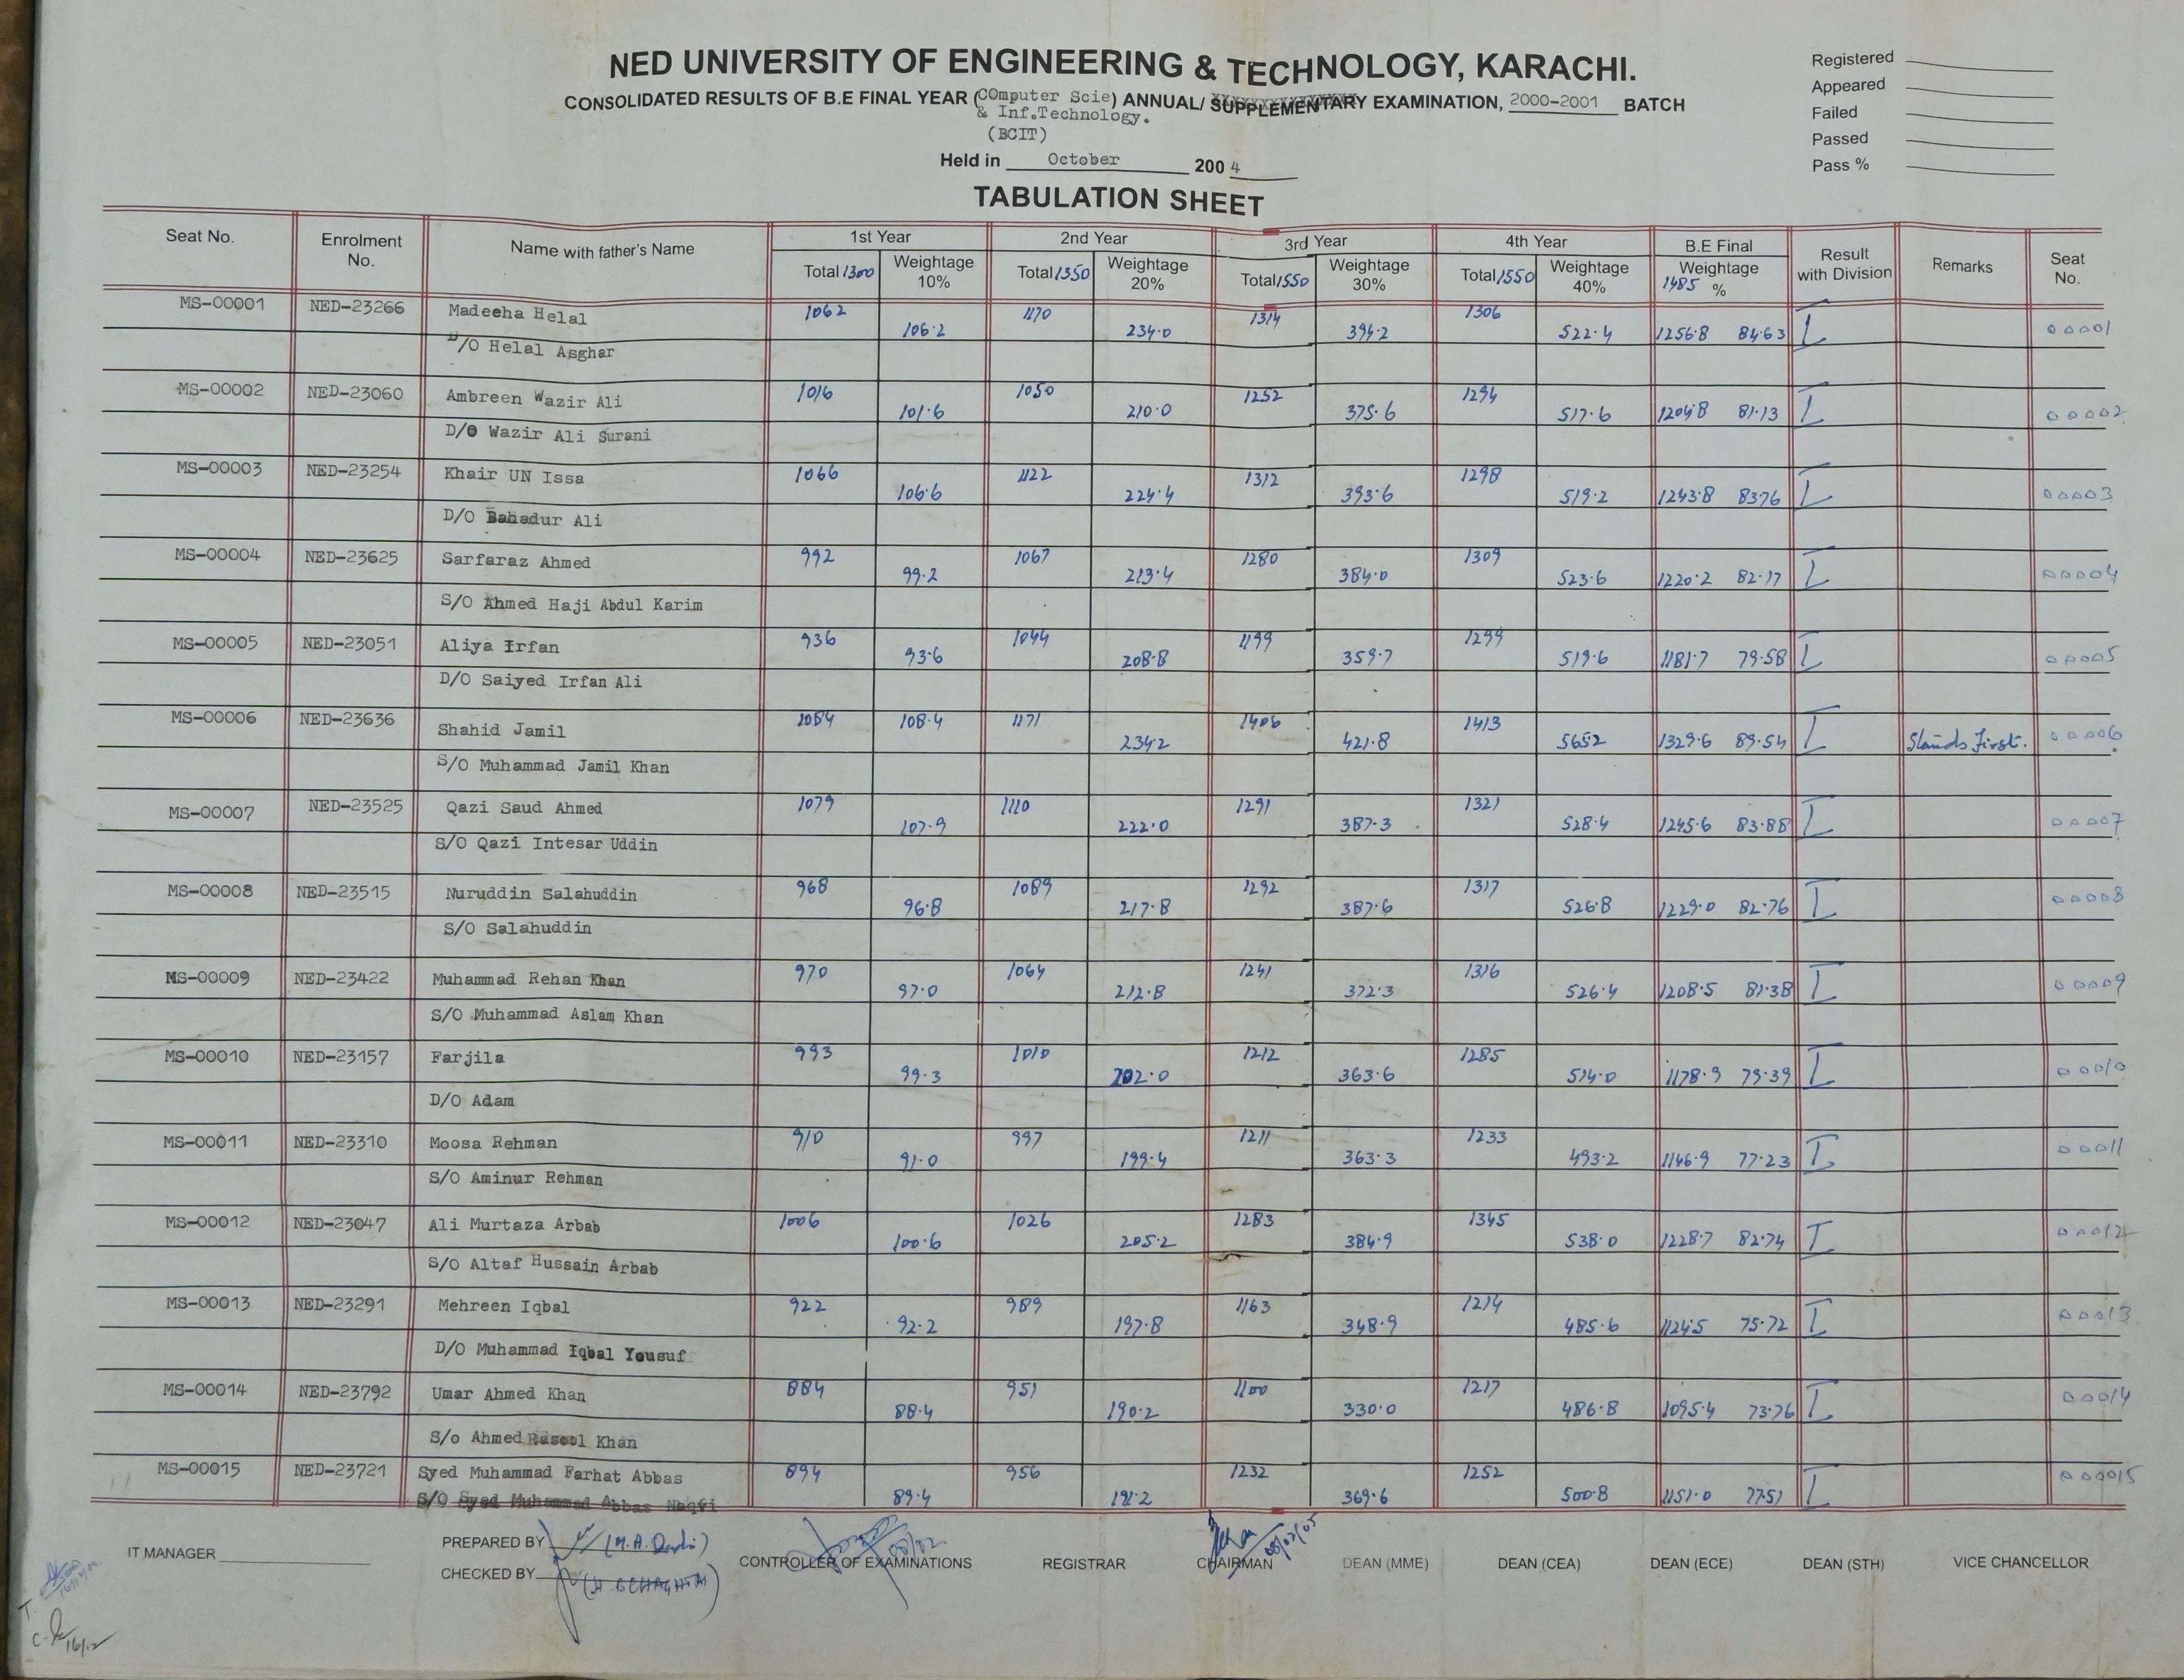 NED UNIVERSITY OF ENGINEERING & TECHNOLOGY, KARACHI.
CONSOLIDATED RESULTS OF B.E FINAL YEAR (COmputer Scie) ANNUAL/ SUPPLEMENTARY EXAMINATION, 2000-2001 BATCH
& Inf.Technology.
(BCIT)
Held in October 2004
Registered
Appeared
Failed
Passed
Pass %
TABULATION SHEET
Seat No. Enrolment No. Name with father's Name 1st Year 2nd Year 3rd Year 4th Year B.E Final Result with Division Remarks Seat No.
Total 1300 Weightage 10% Total 1350 Weightage 20% Total 1550 Weightage 30% Total 1550 Weightage 40% Weightage 1485 %
MS-00001 NED-23266 Madeeha Helal 1062 106.2 1170 234.0 1314 394.2 1306 522.4 1256.8 84.63 I 00001
D/O Helal Asghar
MS-00002 NED-23060 Ambreen Wazir Ali 1016 101.6 1050 210.0 1252 375.6 1294 517.6 1204.8 81.13 I 00002
D/O Wazir Ali Surani
MS-00003 NED-23254 Khair UN Issa 1066 106.6 1122 224.4 1312 393.6 1298 519.2 1243.8 83.76 I 00003
D/O Bahadur Ali
MS-00004 NED-23625 Sarfaraz Ahmed 992 99.2 1067 213.4 1280 384.0 1309 523.6 1220.2 82.17 I 00004
S/O Ahmed Haji Abdul Karim
MS-00005 NED-23051 Aliya Irfan 936 93.6 1044 208.8 1199 359.7 1299 519.6 1181.7 79.58 I 00005
D/O Saiyed Irfan Ali
MS-00006 NED-23636 Shahid Jamil 1084 108.4 1171 234.2 1406 421.8 1413 565.2 1329.6 89.54 I Stands First. 00006
S/O Muhammad Jamil Khan
MS-00007 NED-23525 Qazi Saud Ahmed 1079 107.9 1110 222.0 1291 387.3 1321 528.4 1245.6 83.88 I 00007
S/O Qazi Intesar Uddin
MS-00008 NED-23515 Nuruddin Salahuddin 968 96.8 1089 217.8 1292 387.6 1317 526.8 1229.0 82.76 I 00008
S/O Salahuddin
MS-00009 NED-23422 Muhammad Rehan Khan 970 97.0 1064 212.8 1241 372.3 1316 526.4 1208.5 81.38 I 00009
S/O Muhammad Aslam Khan
MS-00010 NED-23157 Farjila 993 99.3 1010 202.0 1212 363.6 1285 514.0 1178.9 79.39 I 00010
D/O Adam
MS-00011 NED-23310 Moosa Rehman 910 91.0 997 199.4 1211 363.3 1233 493.2 1146.9 77.23 I 00011
S/O Aminur Rehman
MS-00012 NED-23047 Ali Murtaza Arbab 1006 100.6 1026 205.2 1283 384.9 1345 538.0 1228.7 82.74 I 00012
S/O Altaf Hussain Arbab
MS-00013 NED-23291 Mehreen Iqbal 922 92.2 989 197.8 1163 348.9 1214 485.6 1124.5 75.72 I 00013
D/O Muhammad Iqbal Yousuf
MS-00014 NED-23792 Umar Ahmed Khan 884 88.4 951 190.2 1100 330.0 1217 486.8 1095.4 73.76 I 00014
S/o Ahmed Rasool Khan
MS-00015 NED-23721 Syed Muhammad Farhat Abbas 894 89.4 956 191.2 1232 369.6 1252 500.8 1151.0 77.51 I 000015
S/O Syed Muhammad Abbas Naqvi
IT MANAGER
PREPARED BY
CHECKED BY
CONTROLLER OF EXAMINATIONS
REGISTRAR
CHAIRMAN 08/02/05
DEAN (MME)
DEAN (CEA)
DEAN (ECE)
DEAN (STH)
VICE CHANCELLOR